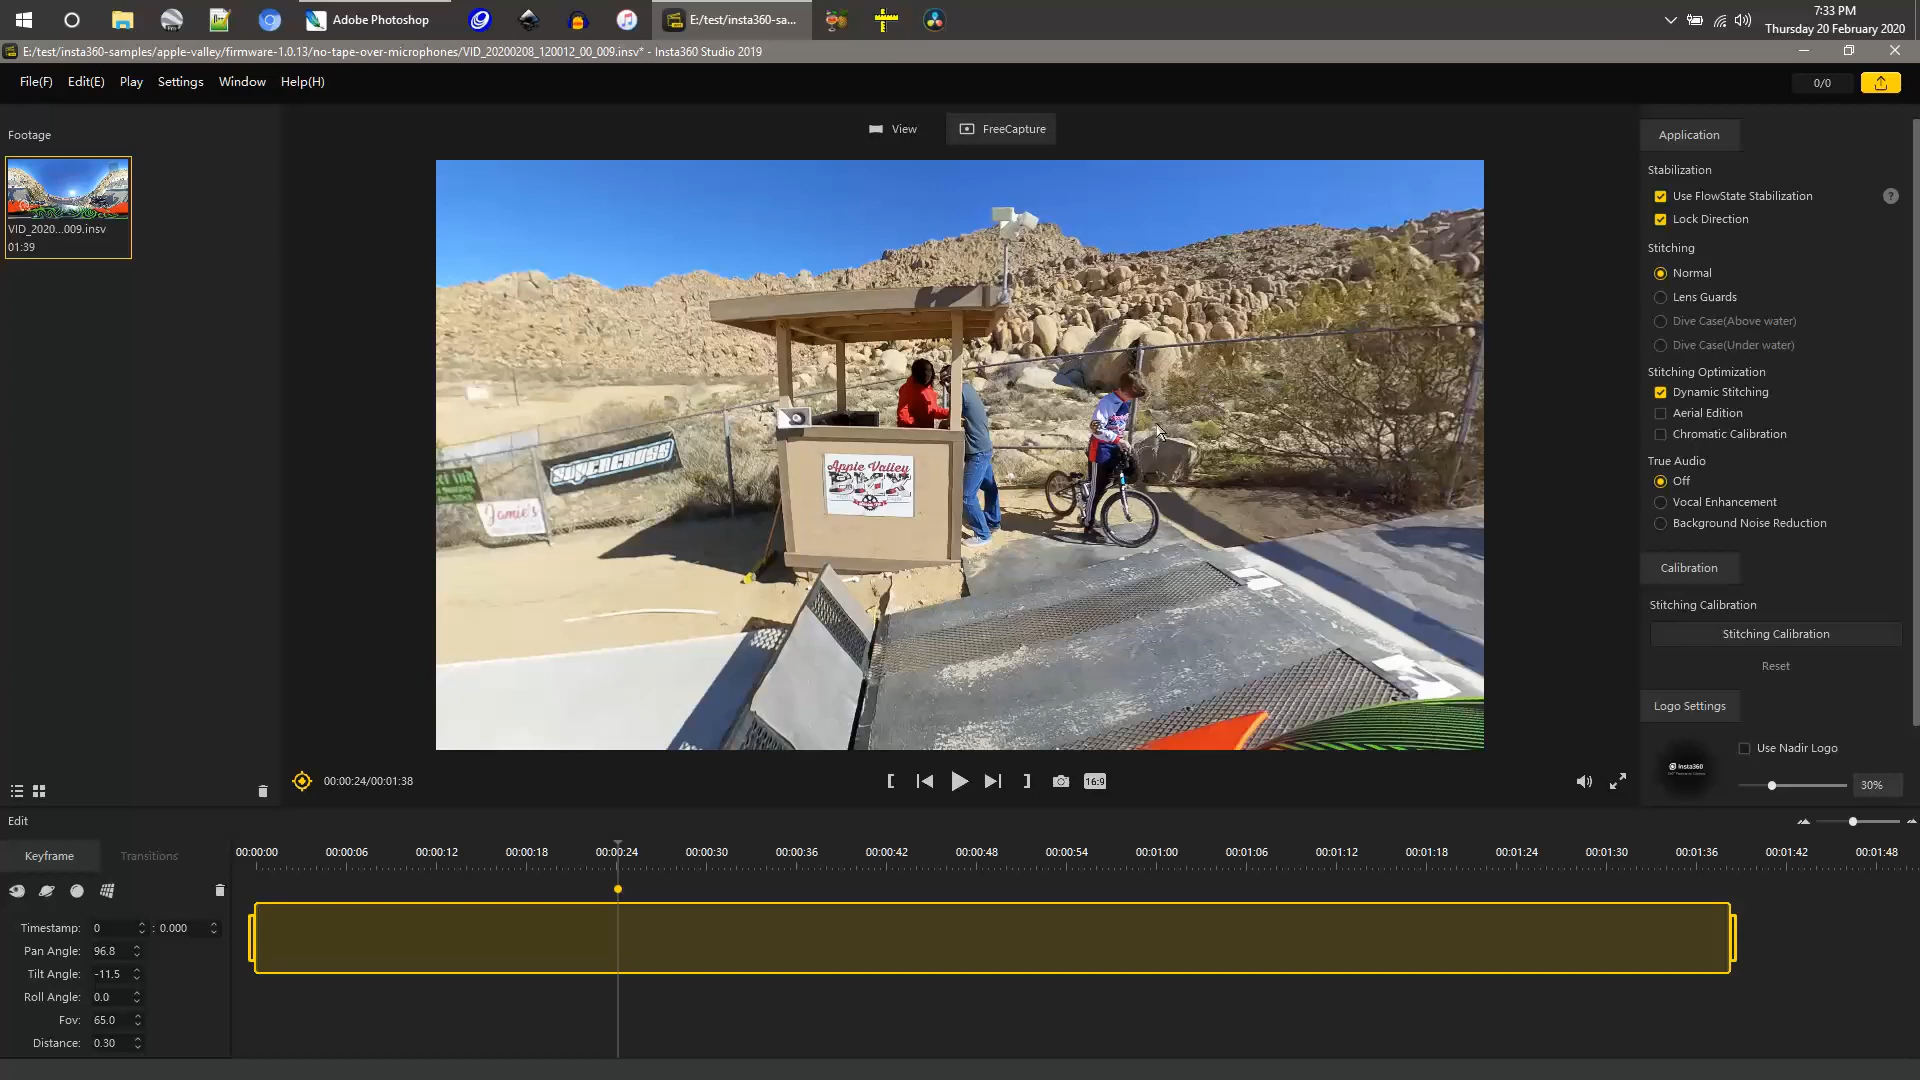 Adobe Photoshop
E:/test/insta360-sa...
7:33 PM
Thursday 20 February 2020
E:/test/insta360-samples/apple-valley/firmware-1.0.13/no-tape-over-microphones/VID_20200208_120012_00_009.insv* - Insta360 Studio 2019
File(F) Edit(E) Play Settings Window Help(H)
0/0
Footage
VID_2020...009.insv
01:39
View FreeCapture
SUPERCROSS
Jamie's
Apple Valley
Application
Stabilization
Use FlowState Stabilization
?
Lock Direction
Stitching
Normal
Lens Guards
Dive Case(Above water)
Dive Case(Under water)
Stitching Optimization
Dynamic Stitching
Aerial Edition
Chromatic Calibration
True Audio
Off
Vocal Enhancement
Background Noise Reduction
Calibration
Stitching Calibration
Stitching Calibration
Reset
Logo Settings
Use Nadir Logo
Insta360
30%
00:00:24/00:01:38
16:9
Edit
Keyframe Transitions
00:00:00 00:00:06 00:00:12 00:00:18 00:00:24 00:00:30 00:00:36 00:00:42 00:00:48 00:00:54 00:01:00 00:01:06 00:01:12 00:01:18 00:01:24 00:01:30 00:01:36 00:01:42 00:01:48
Timestamp: 0 : 0.000
Pan Angle: 96.8
Tilt Angle: -11.5
Roll Angle: 0.0
Fov: 65.0
Distance: 0.30